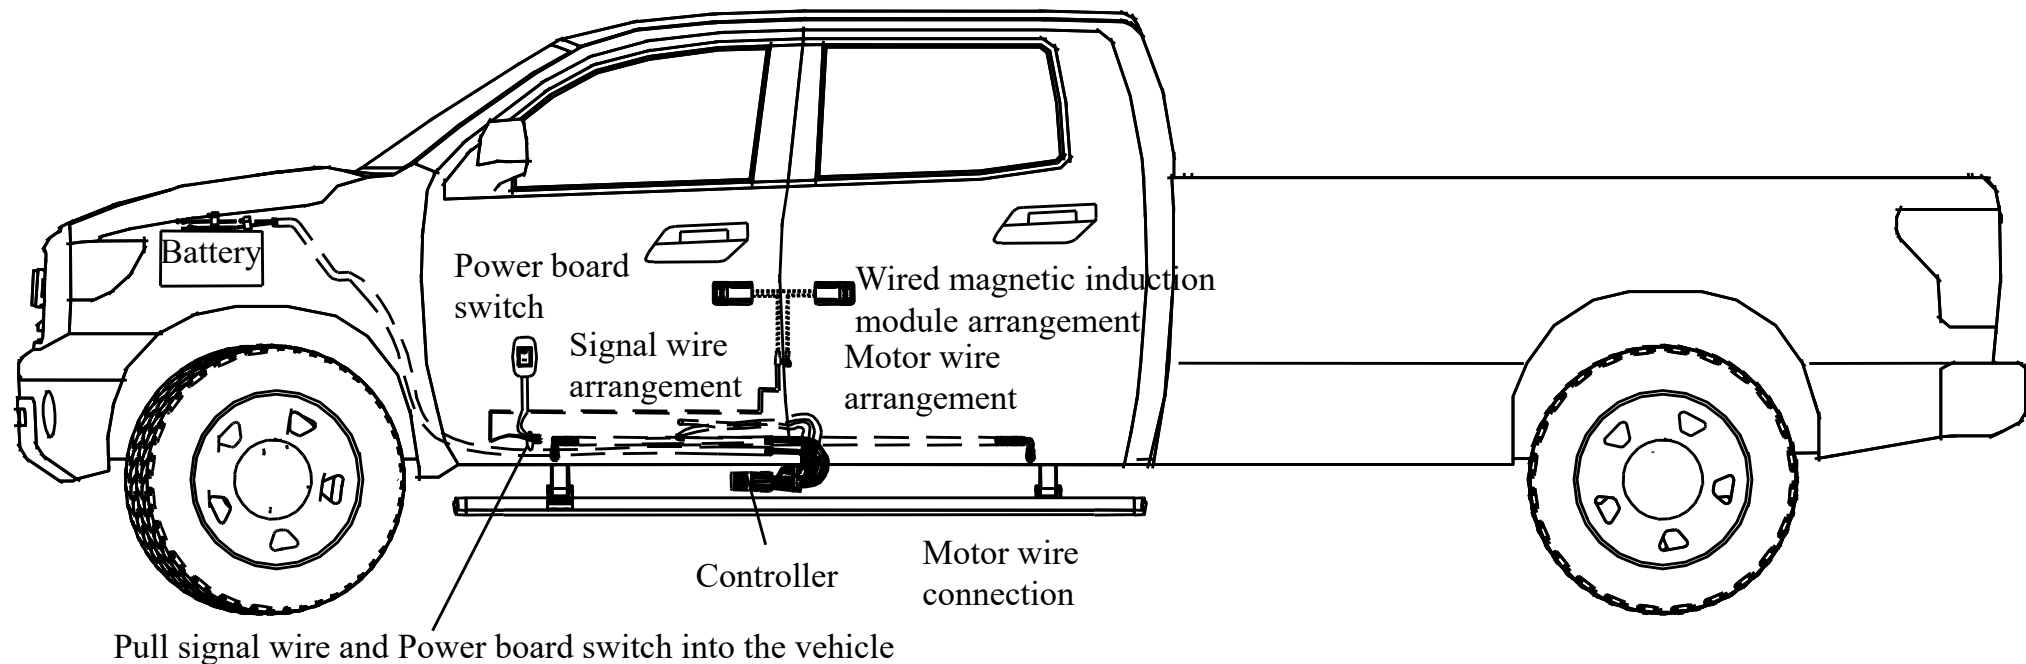 Battery
Power board
switch
Wired magnetic induction
module arrangement
Signal wire
arrangement
Motor wire
arrangement
Motor wire
connection
Controller
Pull signal wire and Power board switch into the vehicle